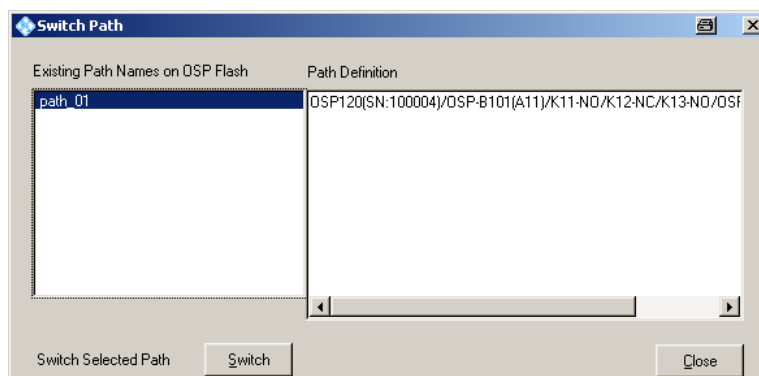 Switch Path
Existing Path Names on OSP Flash
Path Definition
path_01
OSP120(SN:100004)/OSP-B101(A11)/K11-NO/K12-NC/K13-NO/OSP
Switch Selected Path
Switch
Close